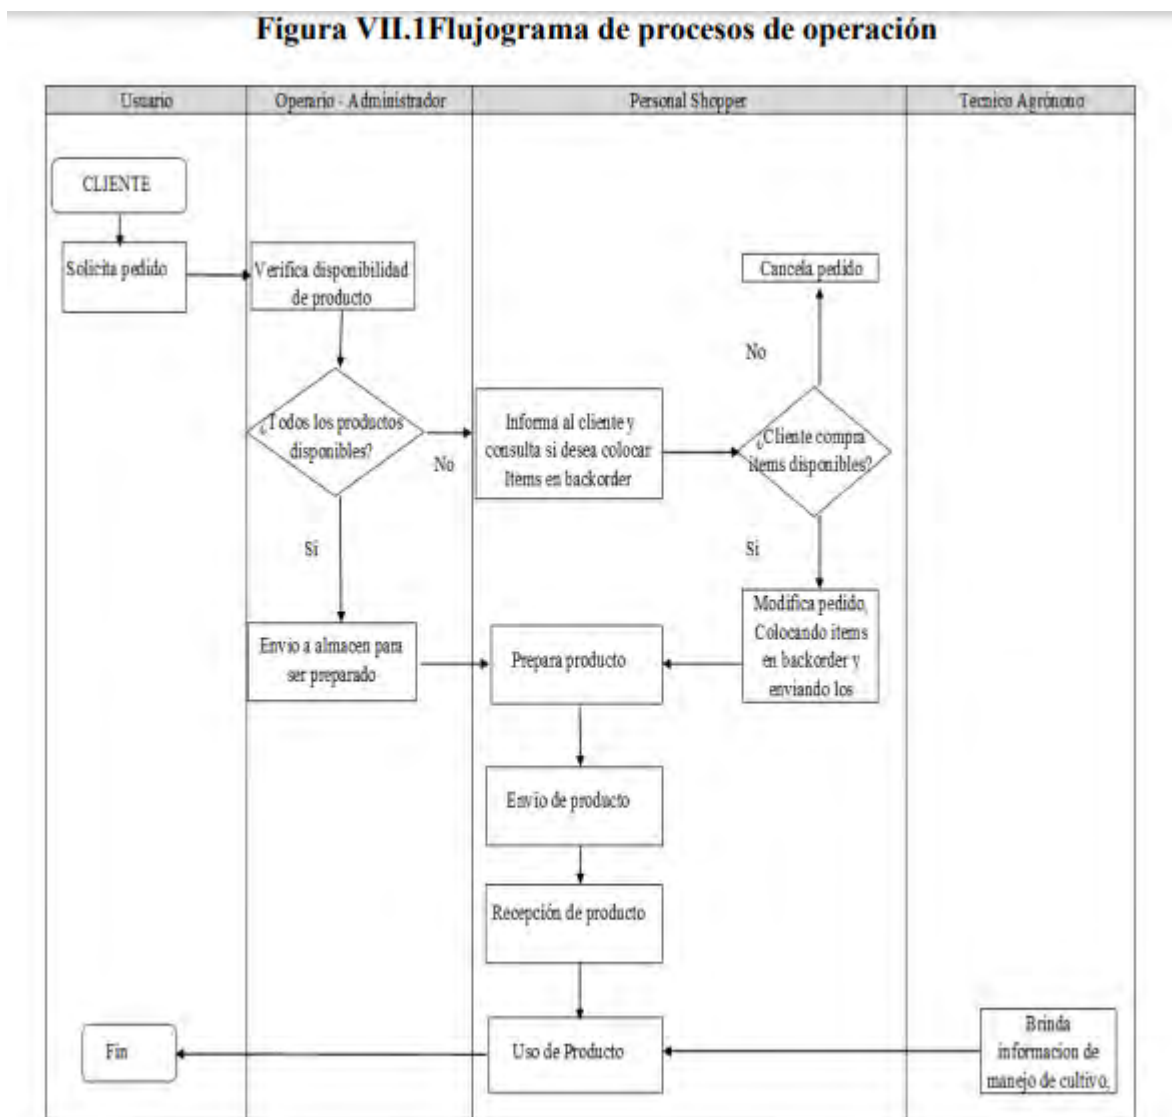 Figura VII.1Flujograma de procesos de operación
Usuario
Operario - Administrador
Personal Shopper
Tecnico Agrónono
CLIENTE
Solicita pedido
Verifica disponibilidad
de producto
Cancela pedido
No
¿Todos los productos
disponibles?
No
Informa al cliente y
consulta si desea colocar
Items en backorder
¿Cliente compra
items disponibles?
Si
Si
Envio a almacen para
ser preparado
Prepara producto
Modifica pedido,
Colocando items
en backorder y
enviando los
Envio de producto
Recepción de producto
Fin
Uso de Producto
Brinda
informacion de
manejo de cultivo,